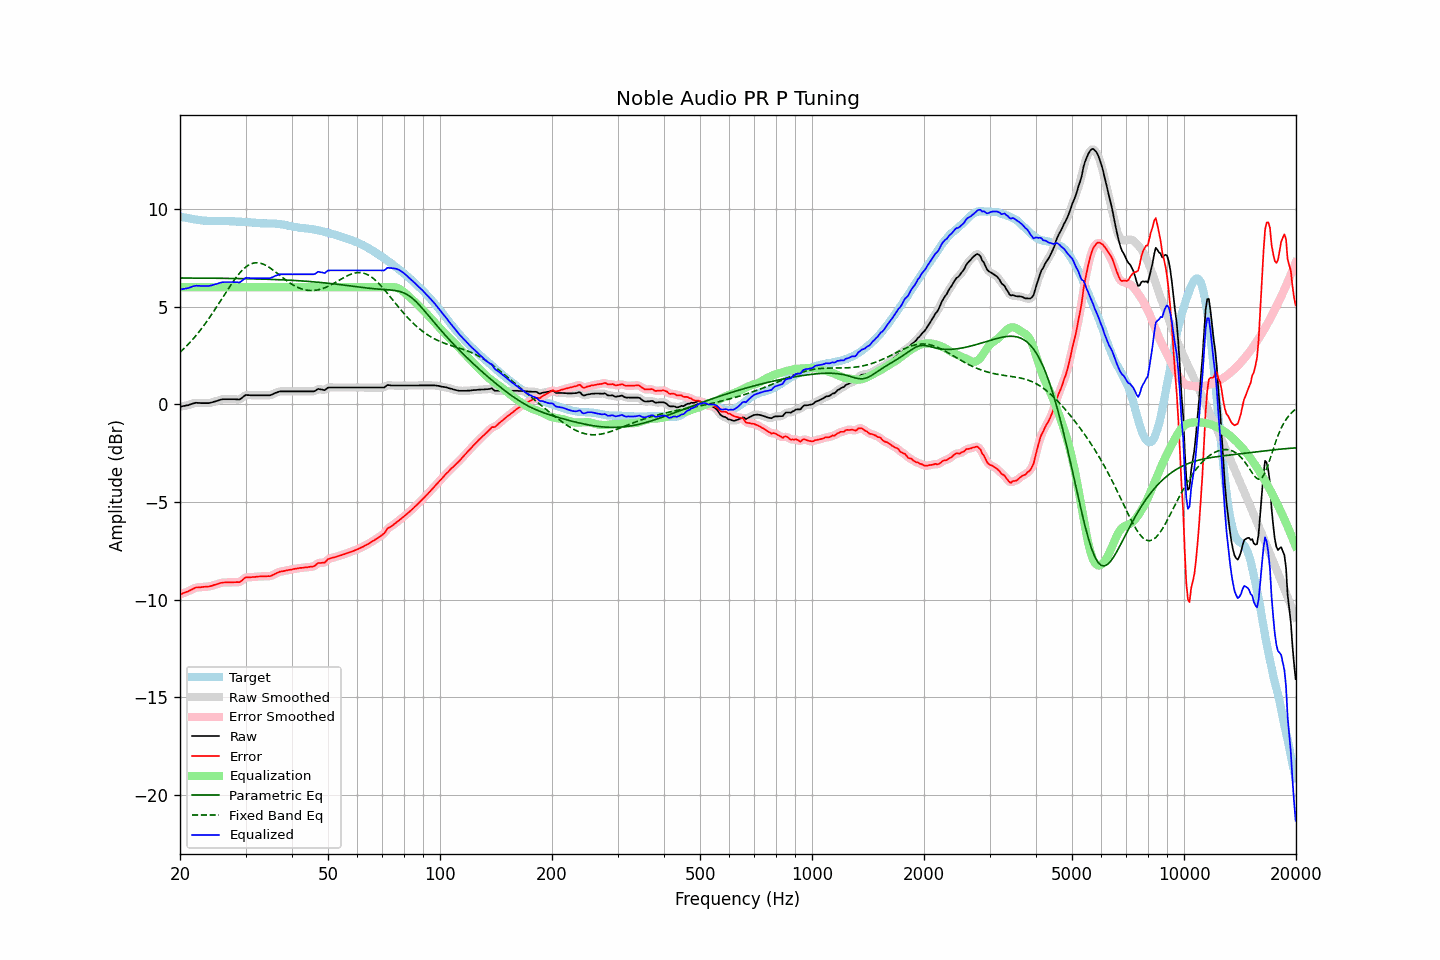 Noble Audio PR P Tuning
10
5
0
−5
−10
−15
−20
Amplitude (dBr)
Target
Raw Smoothed
Error Smoothed
Raw
Error
Equalization
Parametric Eq
Fixed Band Eq
Equalized
20 50 100 200 500 1000 2000 5000 10000 20000
Frequency (Hz)